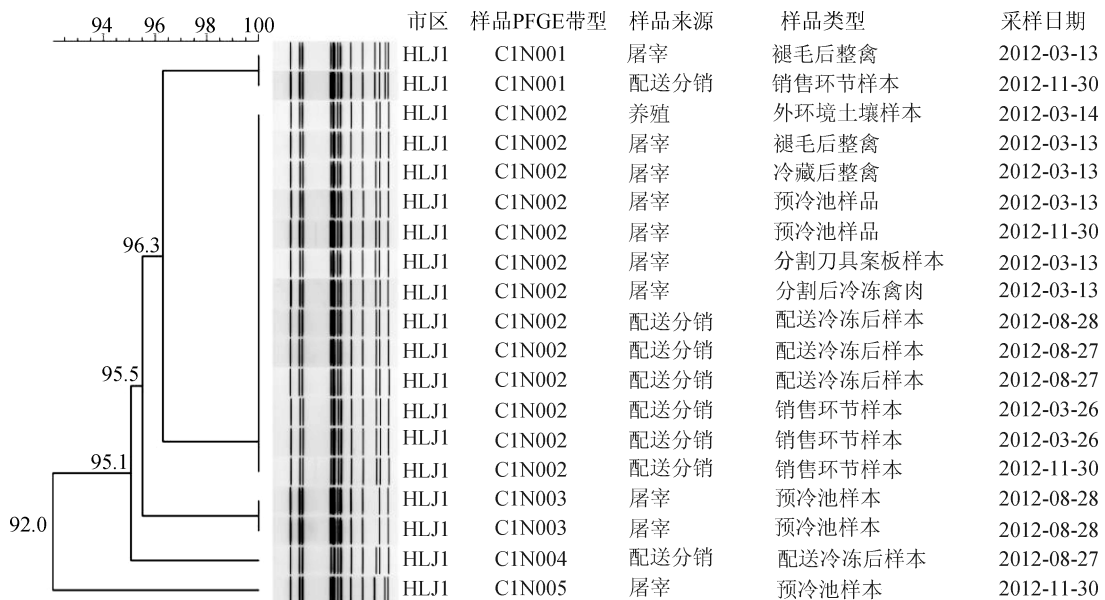 94 96 98 100 市区 样品PFGE带型 样品来源 样品类型 采样日期
HLJ1 C1N001 屠宰 褪毛后整禽 2012-03-13
HLJ1 C1N001 配送分销 销售环节样本 2012-11-30
HLJ1 C1N002 养殖 外环境土壤样本 2012-03-14
HLJ1 C1N002 屠宰 褪毛后整禽 2012-03-13
HLJ1 C1N002 屠宰 冷藏后整禽 2012-03-13
HLJ1 C1N002 屠宰 预冷池样品 2012-03-13
96.3 HLJ1 C1N002 屠宰 预冷池样品 2012-11-30
HLJ1 C1N002 屠宰 分割刀具案板样本 2012-03-13
HLJ1 C1N002 屠宰 分割后冷冻禽肉 2012-03-13
HLJ1 C1N002 配送分销 配送冷冻后样本 2012-08-28
HLJ1 C1N002 配送分销 配送冷冻后样本 2012-08-27
95.5 HLJ1 C1N002 配送分销 配送冷冻后样本 2012-08-27
HLJ1 C1N002 配送分销 销售环节样本 2012-03-26
HLJ1 C1N002 配送分销 销售环节样本 2012-03-26
95.1 HLJ1 C1N002 配送分销 销售环节样本 2012-11-30
HLJ1 C1N003 屠宰 预冷池样本 2012-08-28
92.0 HLJ1 C1N003 屠宰 预冷池样本 2012-08-28
HLJ1 C1N004 配送分销 配送冷冻后样本 2012-08-27
HLJ1 C1N005 屠宰 预冷池样本 2012-11-30